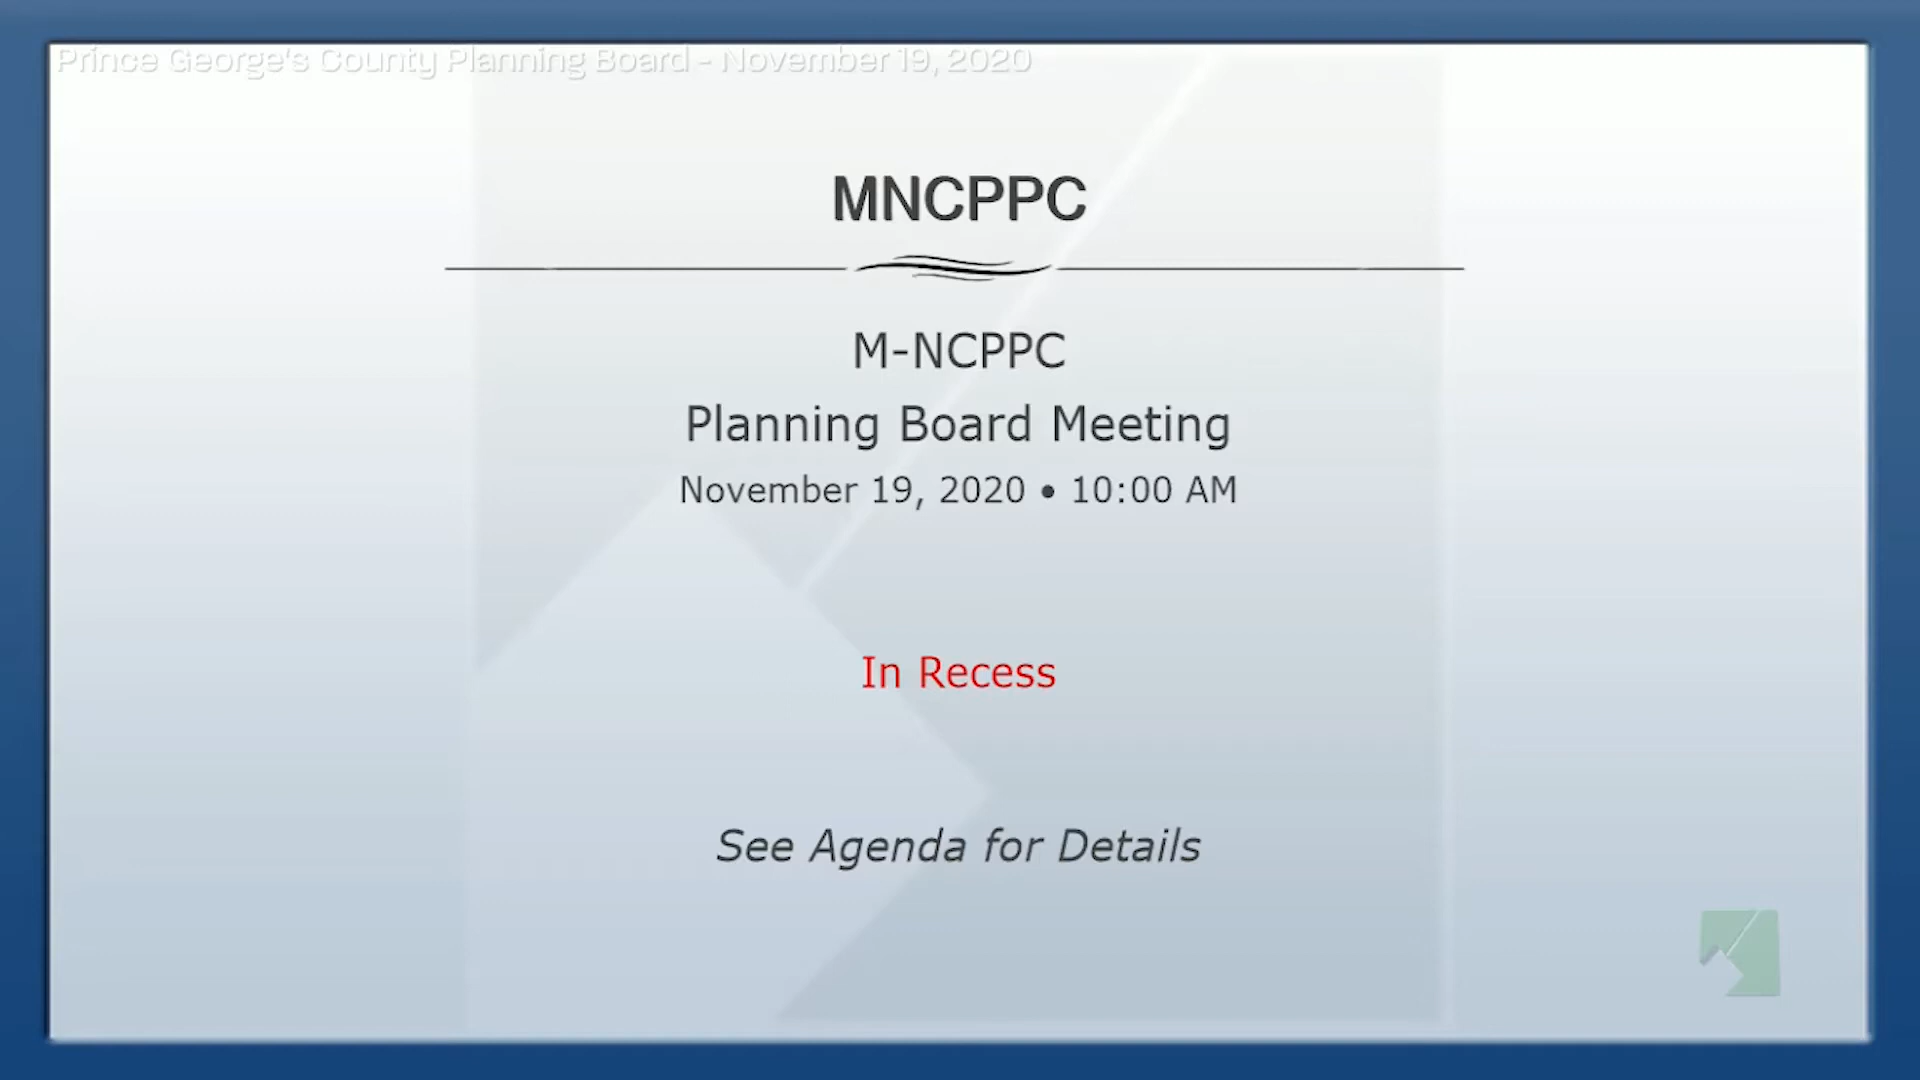 Prince George's County Planning Board - November 19, 2020
MNCPPC
M-NCPPC
Planning Board Meeting
November 19, 2020 • 10:00 AM
In Recess
See Agenda for Details